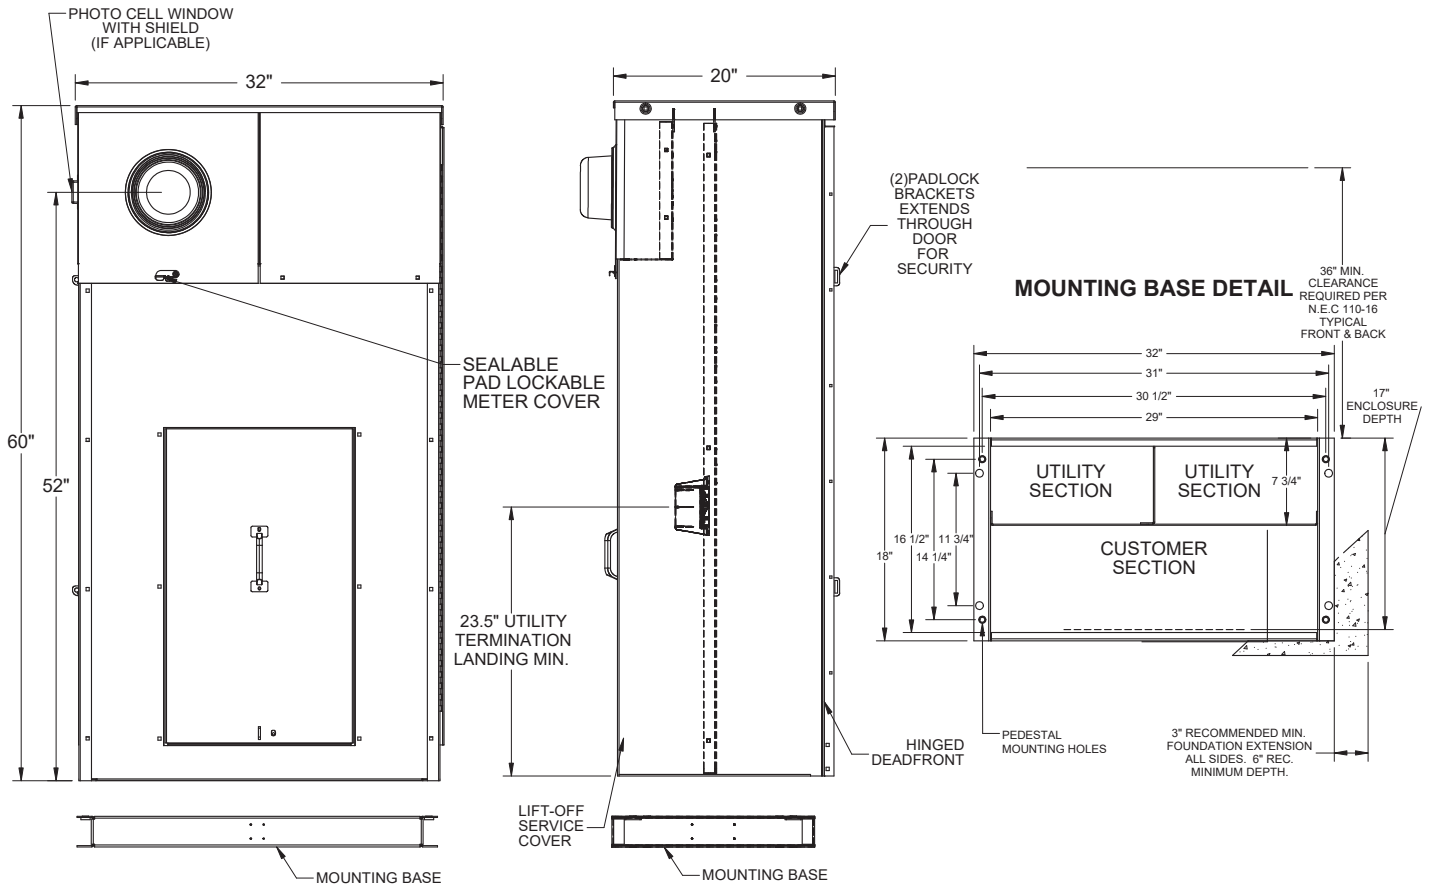 PHOTO CELL WINDOW
WITH SHIELD
(IF APPLICABLE)
32"
60"
52"
SEALABLE
PAD LOCKABLE
METER COVER
MOUNTING BASE
20"
(2)PADLOCK
BRACKETS
EXTENDS
THROUGH
DOOR
FOR
SECURITY
23.5" UTILITY
TERMINATION
LANDING MIN.
HINGED
DEADFRONT
LIFT-OFF
SERVICE
COVER
MOUNTING BASE
MOUNTING BASE DETAIL
36" MIN.
CLEARANCE
REQUIRED PER
N.E.C 110-16
TYPICAL
FRONT & BACK
32"
31"
30 1/2"
29"
17"
ENCLOSURE
DEPTH
UTILITY
SECTION
UTILITY
SECTION
7 3/4"
CUSTOMER
SECTION
18"
16 1/2"
14 1/4"
11 3/4"
PEDESTAL
MOUNTING HOLES
3" RECOMMENDED MIN.
FOUNDATION EXTENSION
ALL SIDES. 6" REC.
MINIMUM DEPTH.